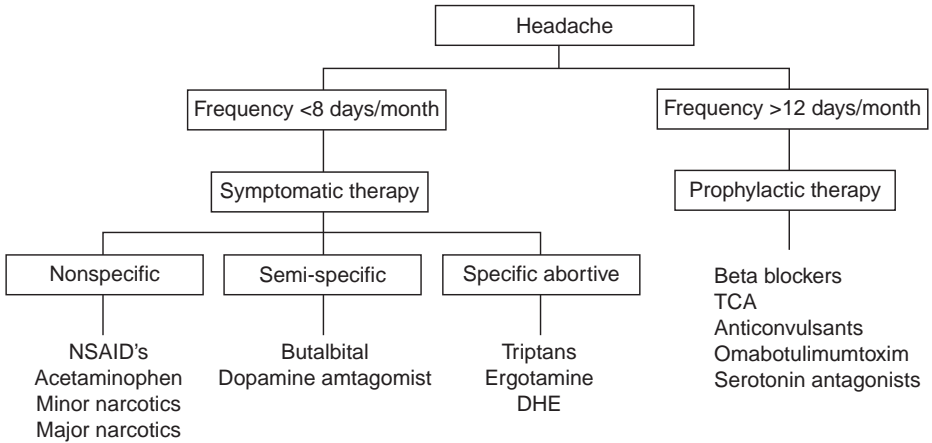 Headache
Frequency <8 days/month
Frequency >12 days/month
Symptomatic therapy
Prophylactic therapy
Nonspecific
Semi-specific
Specific abortive
NSAID's
Acetaminophen
Minor narcotics
Major narcotics
Butalbital
Dopamine amtagomist
Triptans
Ergotamine
DHE
Beta blockers
TCA
Anticonvulsants
Omabotulimumtoxim
Serotonin antagonists